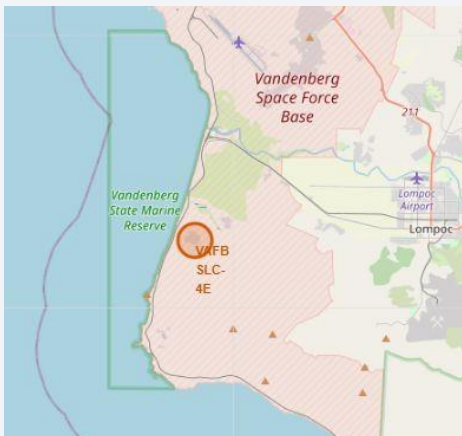 Vandenberg
Space Force
Base
211
Vandenberg
State Marine
Reserve
Lompoc
Airport
Lompoc
VAFB
SLC-
4E